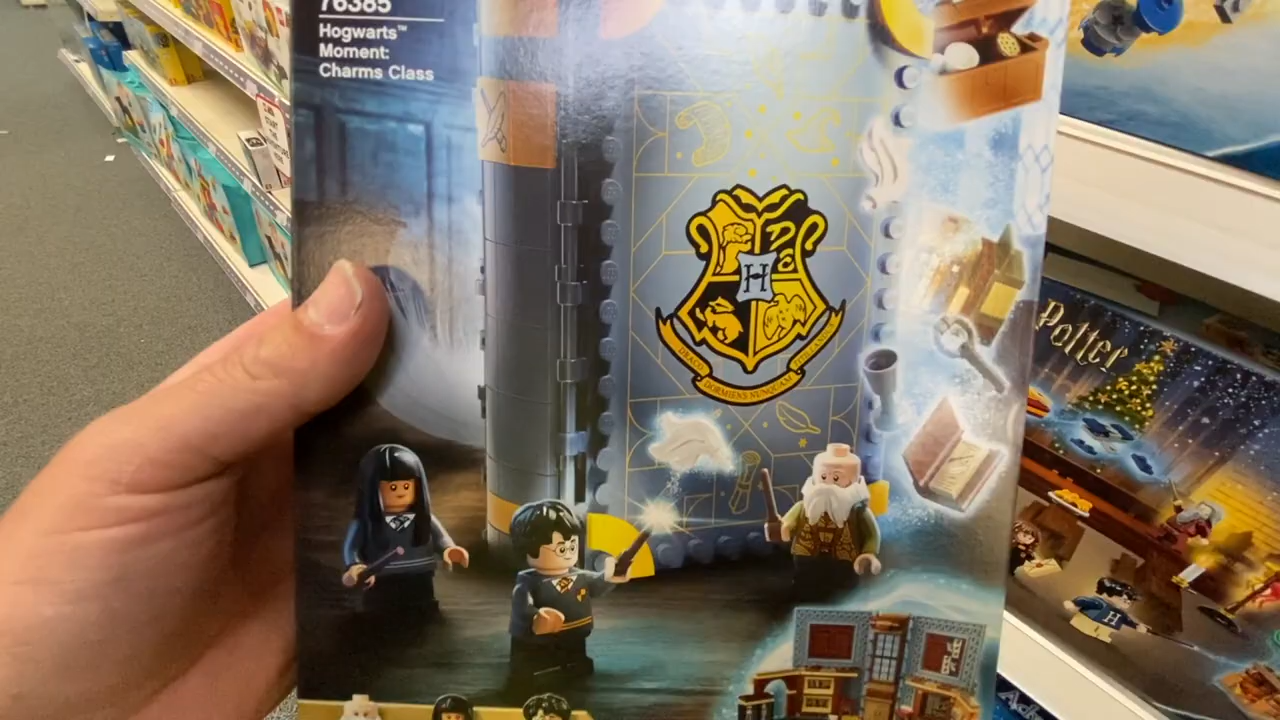 76385
Hogwarts™
Moment:
Charms Class
H
DRACO DORMIENS NUNQUAM TITILLANDUS
Potter
H